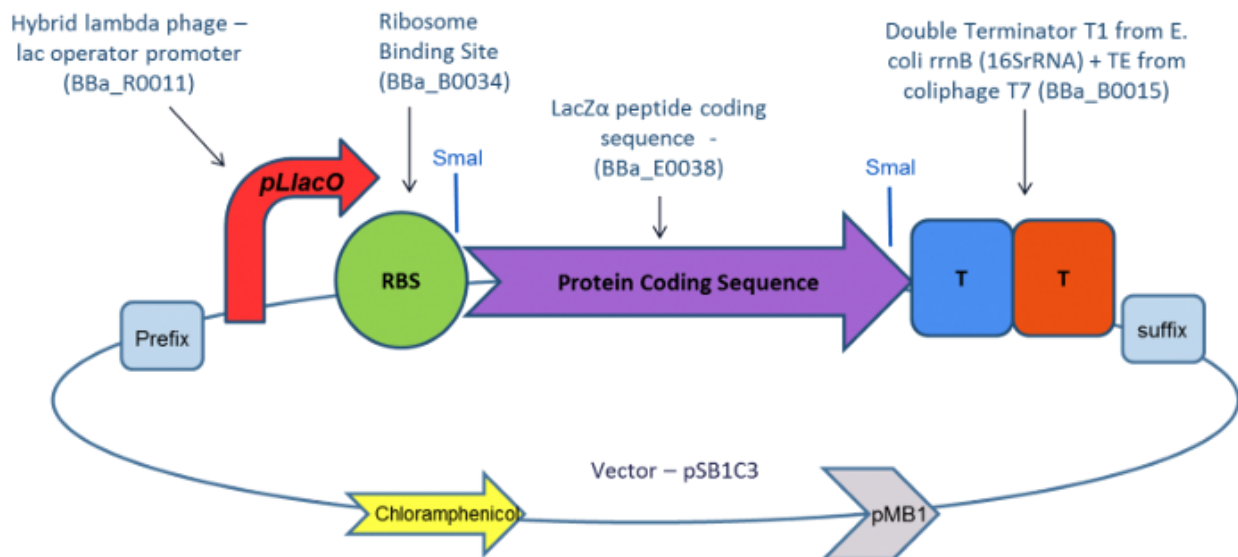 Hybrid lambda phage –
lac operator promoter
(BBa_R0011)
Ribosome
Binding Site
(BBa_B0034)
Double Terminator T1 from E.
coli rrnB (16SrRNA) + TE from
coliphage T7 (BBa_B0015)
LacZα peptide coding
sequence -
(BBa_E0038)
SmaI
SmaI
pLlacO
RBS
Protein Coding Sequence
T
T
Prefix
suffix
Vector – pSB1C3
Chloramphenicol
pMB1